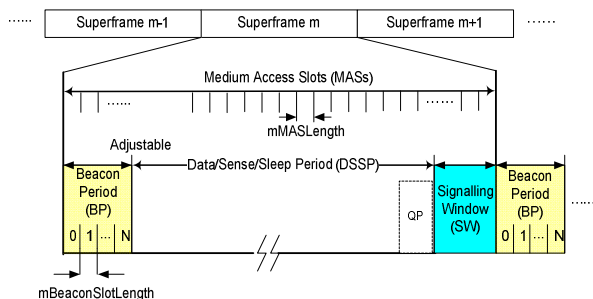 ...... Superframe m-1 Superframe m Superframe m+1 ......
Medium Access Slots (MASs)
...... ......
mMASLength
Adjustable
Data/Sense/Sleep Period (DSSP)
Beacon
Period
(BP)
0 1 ... N
QP
Signalling
Window
(SW)
Beacon
Period
(BP)
0 1 ... N
......
mBeaconSlotLength